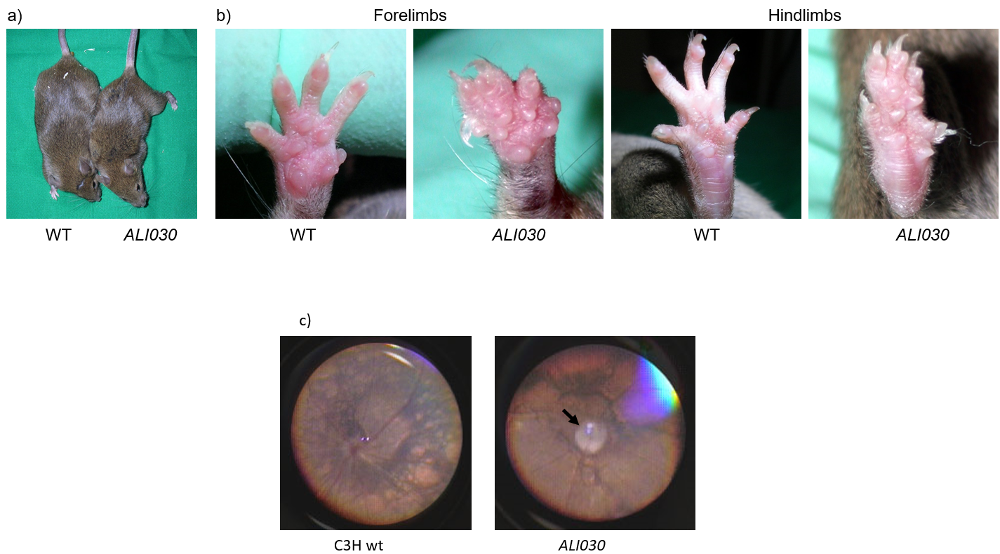 a)
b)
Forelimbs
Hindlimbs
WT
ALI030
WT
ALI030
WT
ALI030
c)
C3H wt
ALI030